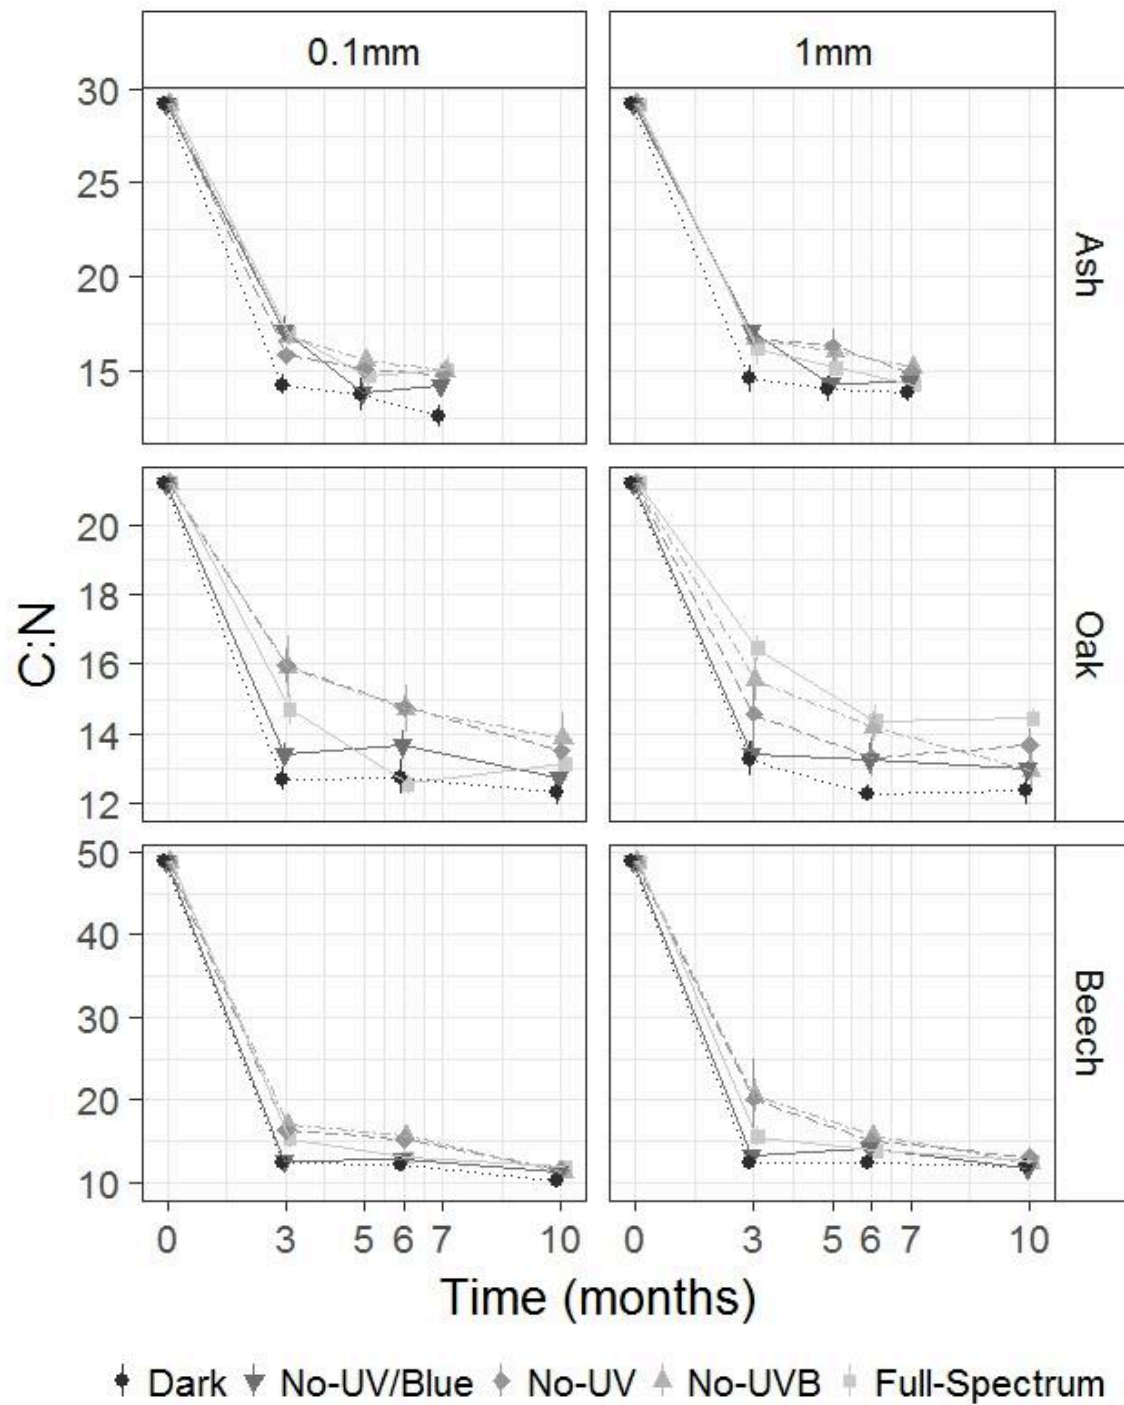 0.1mm 1mm
30
25
20
15
Ash
20
18
16
14
12
Oak
C:N
50
40
30
20
10
Beech
0 3 5 6 7 10 0 3 5 6 7 10
Time (months)
Dark No-UV/Blue No-UV No-UVB Full-Spectrum